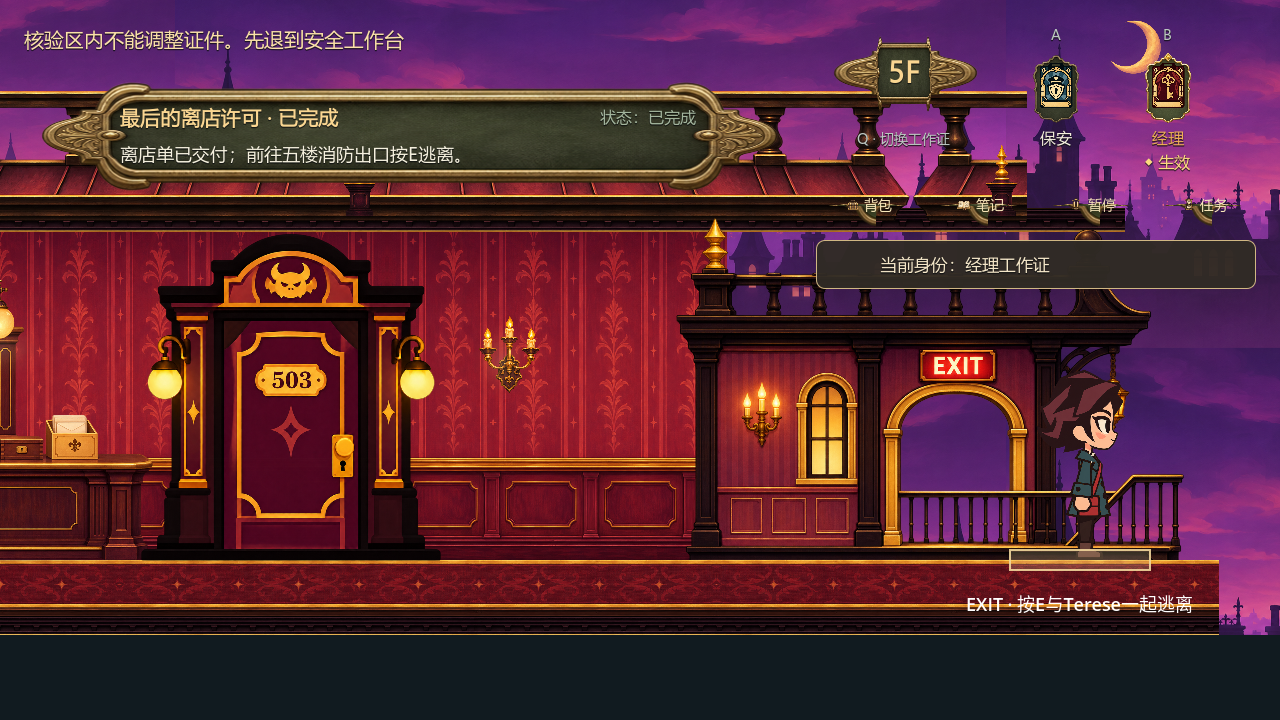 核验区内不能调整证件。先退到安全工作台
A
B
5F
最后的离店许可 · 已完成
状态：已完成
离店单已交付；前往五楼消防出口按E逃离。
Q · 切换工作证
保安
经理
◆ 生效
背包
笔记
暂停
任务
当前身份：经理工作证
EXIT
503
EXIT · 按E与Terese一起逃离